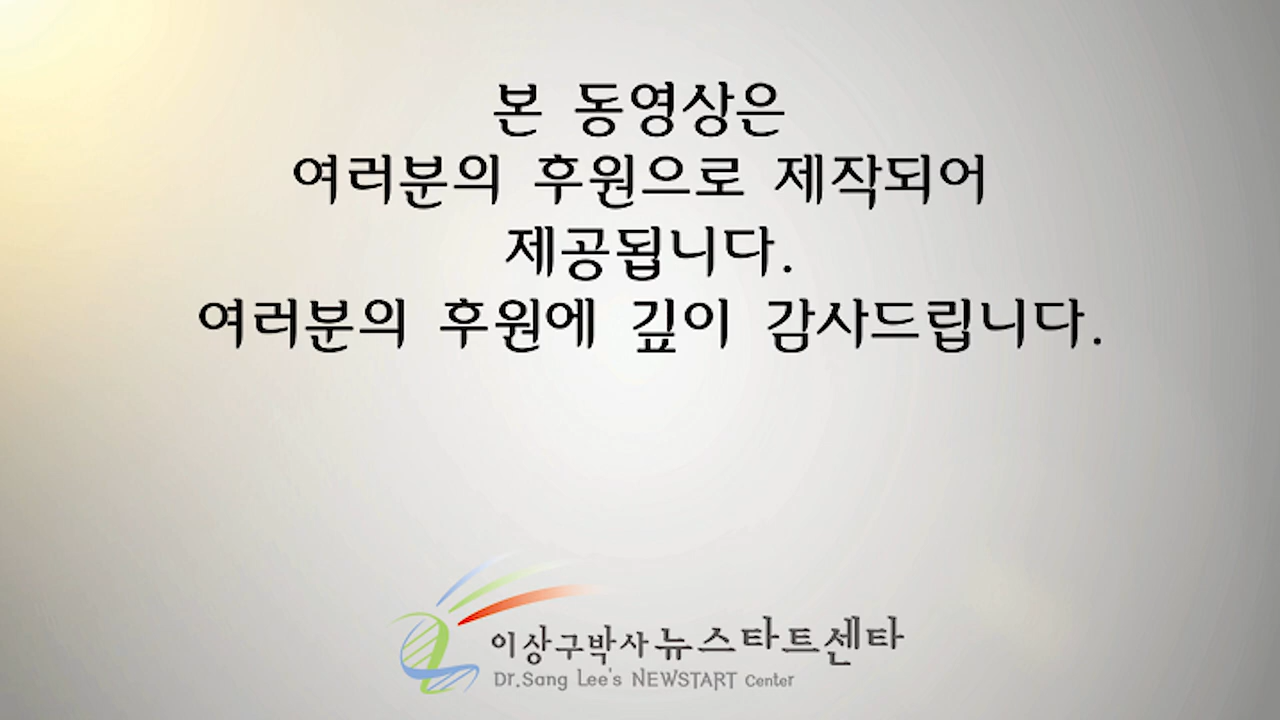 본 동영상은
여러분의 후원으로 제작되어
제공됩니다.
여러분의 후원에 깊이 감사드립니다.
이상구박사 뉴스타트센타
Dr.Sang Lee's NEWSTART Center